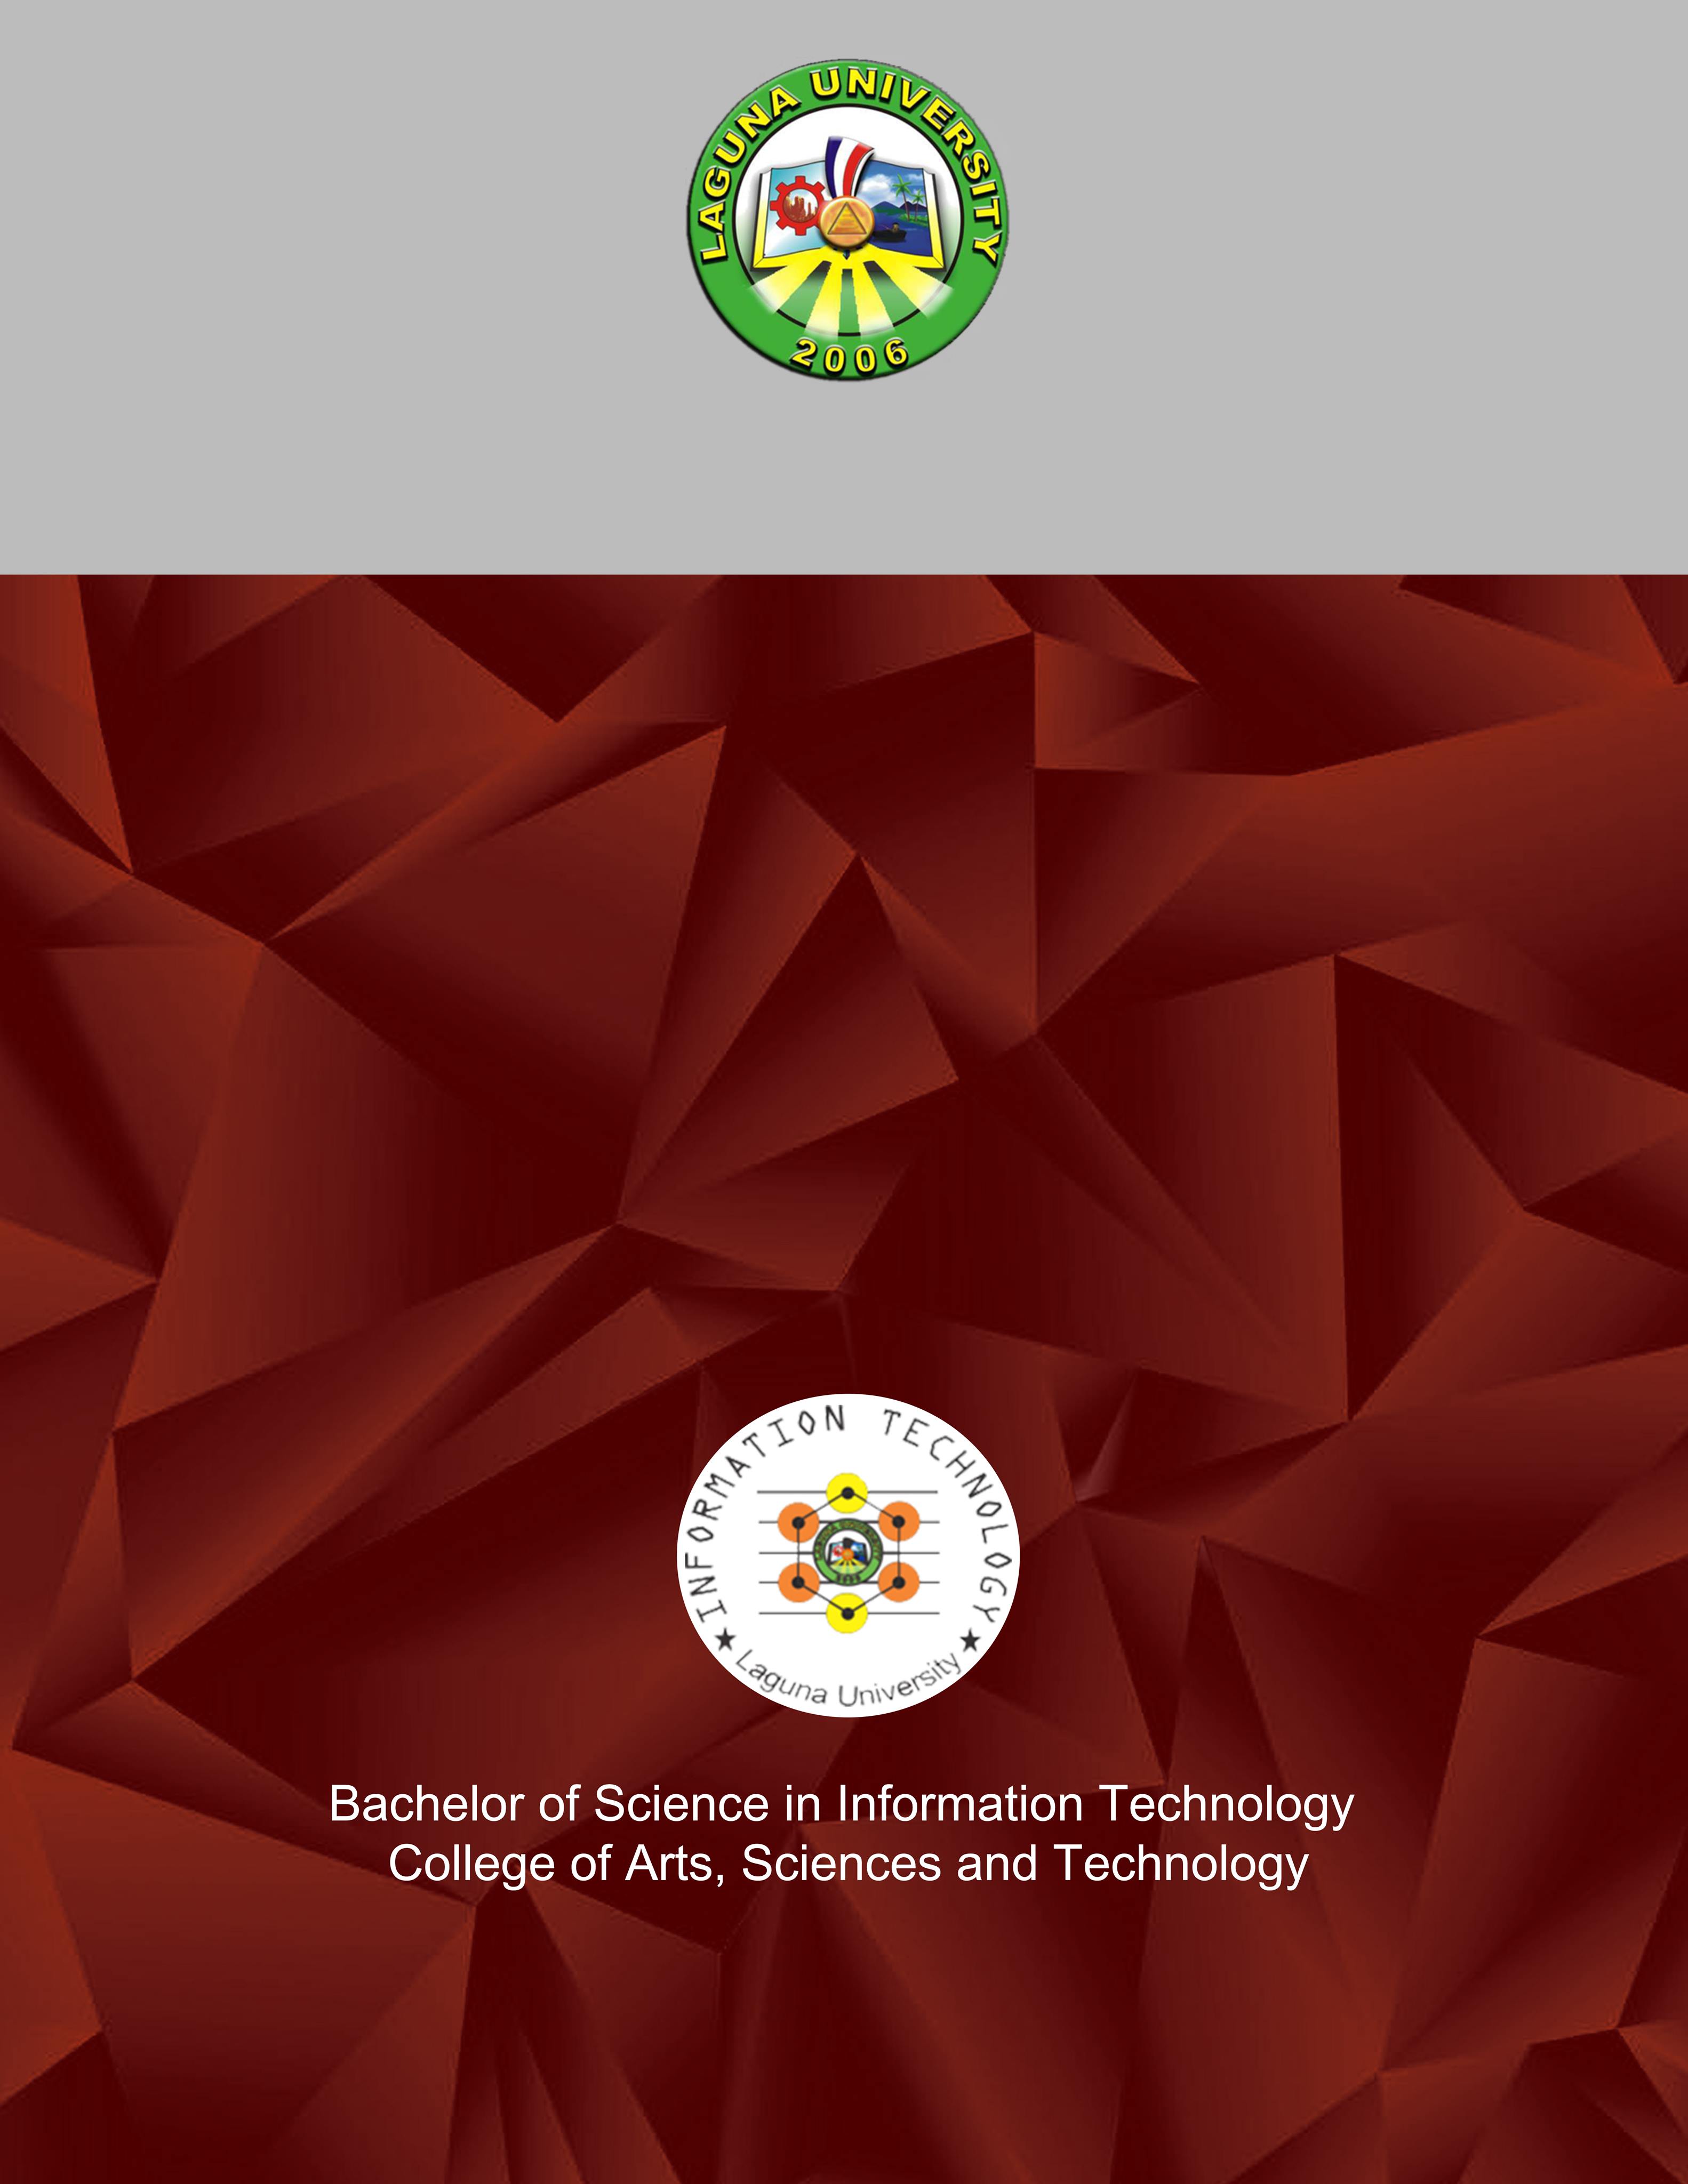 LAGUNA UNIVERSITY
2006
INFORMATION TECHNOLOGY
Laguna University
Bachelor of Science in Information Technology
College of Arts, Sciences and Technology